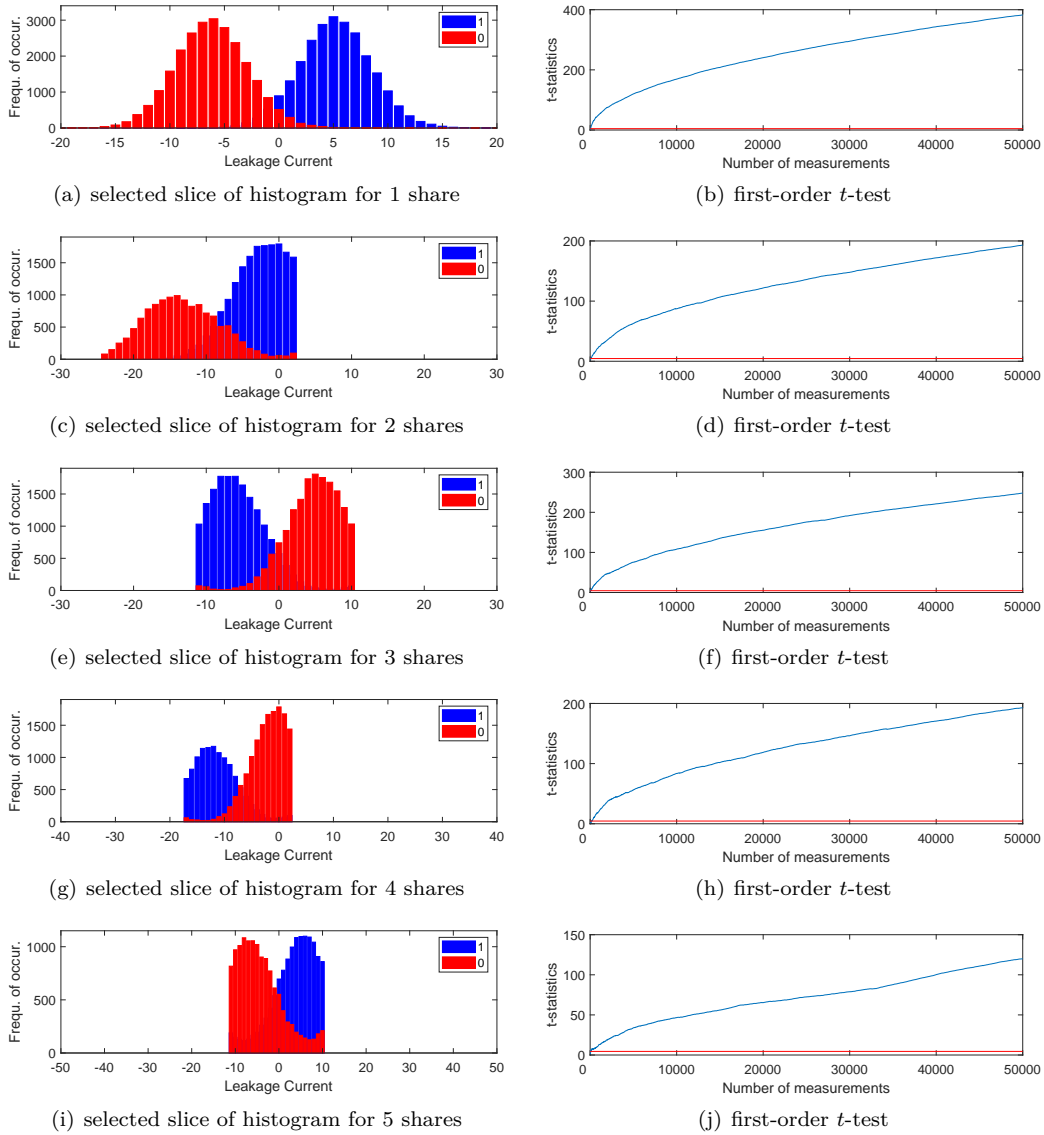 3000
2000
1000
0
Frequ. of occur.
1
0
-20 -15 -10 -5 0 5 10 15 20
Leakage Current
(a) selected slice of histogram for 1 share
400
200
0
t-statistics
0 10000 20000 30000 40000 50000
Number of measurements
(b) first-order t-test
1500
1000
500
0
Frequ. of occur.
1
0
-30 -20 -10 0 10 20 30
Leakage Current
(c) selected slice of histogram for 2 shares
200
100
0
t-statistics
0 10000 20000 30000 40000 50000
Number of measurements
(d) first-order t-test
1500
1000
500
0
Frequ. of occur.
1
0
-30 -20 -10 0 10 20 30
Leakage Current
(e) selected slice of histogram for 3 shares
300
200
100
0
t-statistics
0 10000 20000 30000 40000 50000
Number of measurements
(f) first-order t-test
1500
1000
500
0
Frequ. of occur.
1
0
-40 -30 -20 -10 0 10 20 30 40
Leakage Current
(g) selected slice of histogram for 4 shares
200
100
0
t-statistics
0 10000 20000 30000 40000 50000
Number of measurements
(h) first-order t-test
1000
500
0
Frequ. of occur.
1
0
-50 -40 -30 -20 -10 0 10 20 30 40 50
Leakage Current
(i) selected slice of histogram for 5 shares
150
100
50
0
t-statistics
0 10000 20000 30000 40000 50000
Number of measurements
(j) first-order t-test